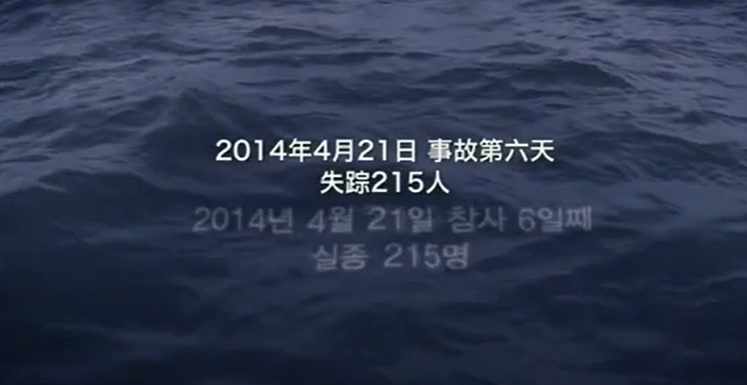 2014年4月21日 事故第六天
失踪215人
2014년 4월 21일 참사 6일째
실종 215명